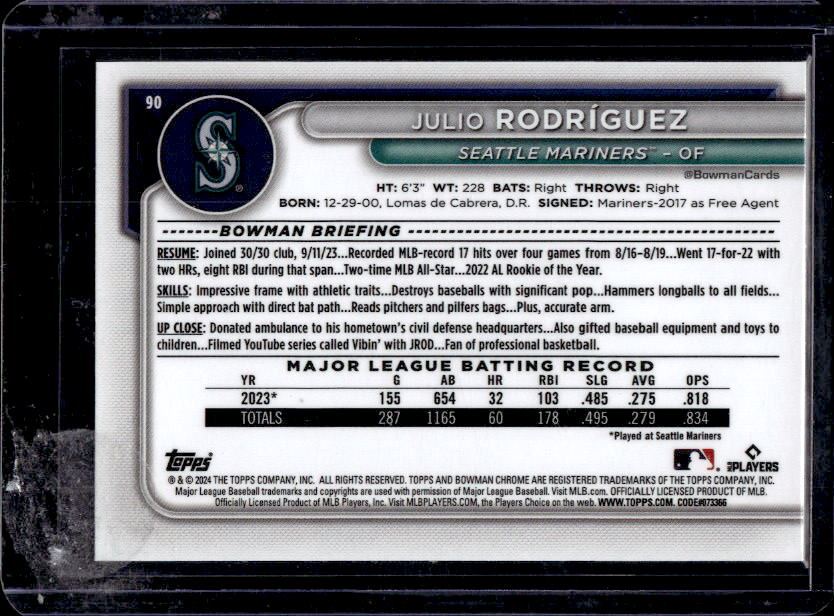 90
S
JULIO RODRÍGUEZ
SEATTLE MARINERS™ - OF
@BowmanCards
HT: 6'3" WT: 228 BATS: Right THROWS: Right
BORN: 12-29-00, Lomas de Cabrera, D.R. SIGNED: Mariners-2017 as Free Agent
-------BOWMAN BRIEFING -------
RESUME: Joined 30/30 club, 9/11/23...Recorded MLB-record 17 hits over four games from 8/16–8/19...Went 17-for-22 with
two HRs, eight RBI during that span...Two-time MLB All-Star...2022 AL Rookie of the Year.
SKILLS: Impressive frame with athletic traits...Destroys baseballs with significant pop...Hammers longballs to all fields...
Simple approach with direct bat path...Reads pitchers and pilfers bags...Plus, accurate arm.
UP CLOSE: Donated ambulance to his hometown's civil defense headquarters...Also gifted baseball equipment and toys to
children...Filmed YouTube series called Vibin' with JROD...Fan of professional basketball.
MAJOR LEAGUE BATTING RECORD
YR G AB HR RBI SLG AVG OPS
2023* 155 654 32 103 .485 .275 .818
TOTALS 287 1165 60 178 .495 .279 .834
*Played at Seattle Mariners
Topps
MLB PLAYERS
® & © 2024 THE TOPPS COMPANY, INC. ALL RIGHTS RESERVED. TOPPS AND BOWMAN CHROME ARE REGISTERED TRADEMARKS OF THE TOPPS COMPANY, INC.
Major League Baseball trademarks and copyrights are used with permission of Major League Baseball. Visit MLB.com. OFFICIALLY LICENSED PRODUCT OF MLB.
Officially Licensed Product of MLB Players, Inc. Visit MLBPLAYERS.COM, the Players Choice on the web. WWW.TOPPS.COM. CODE#973366